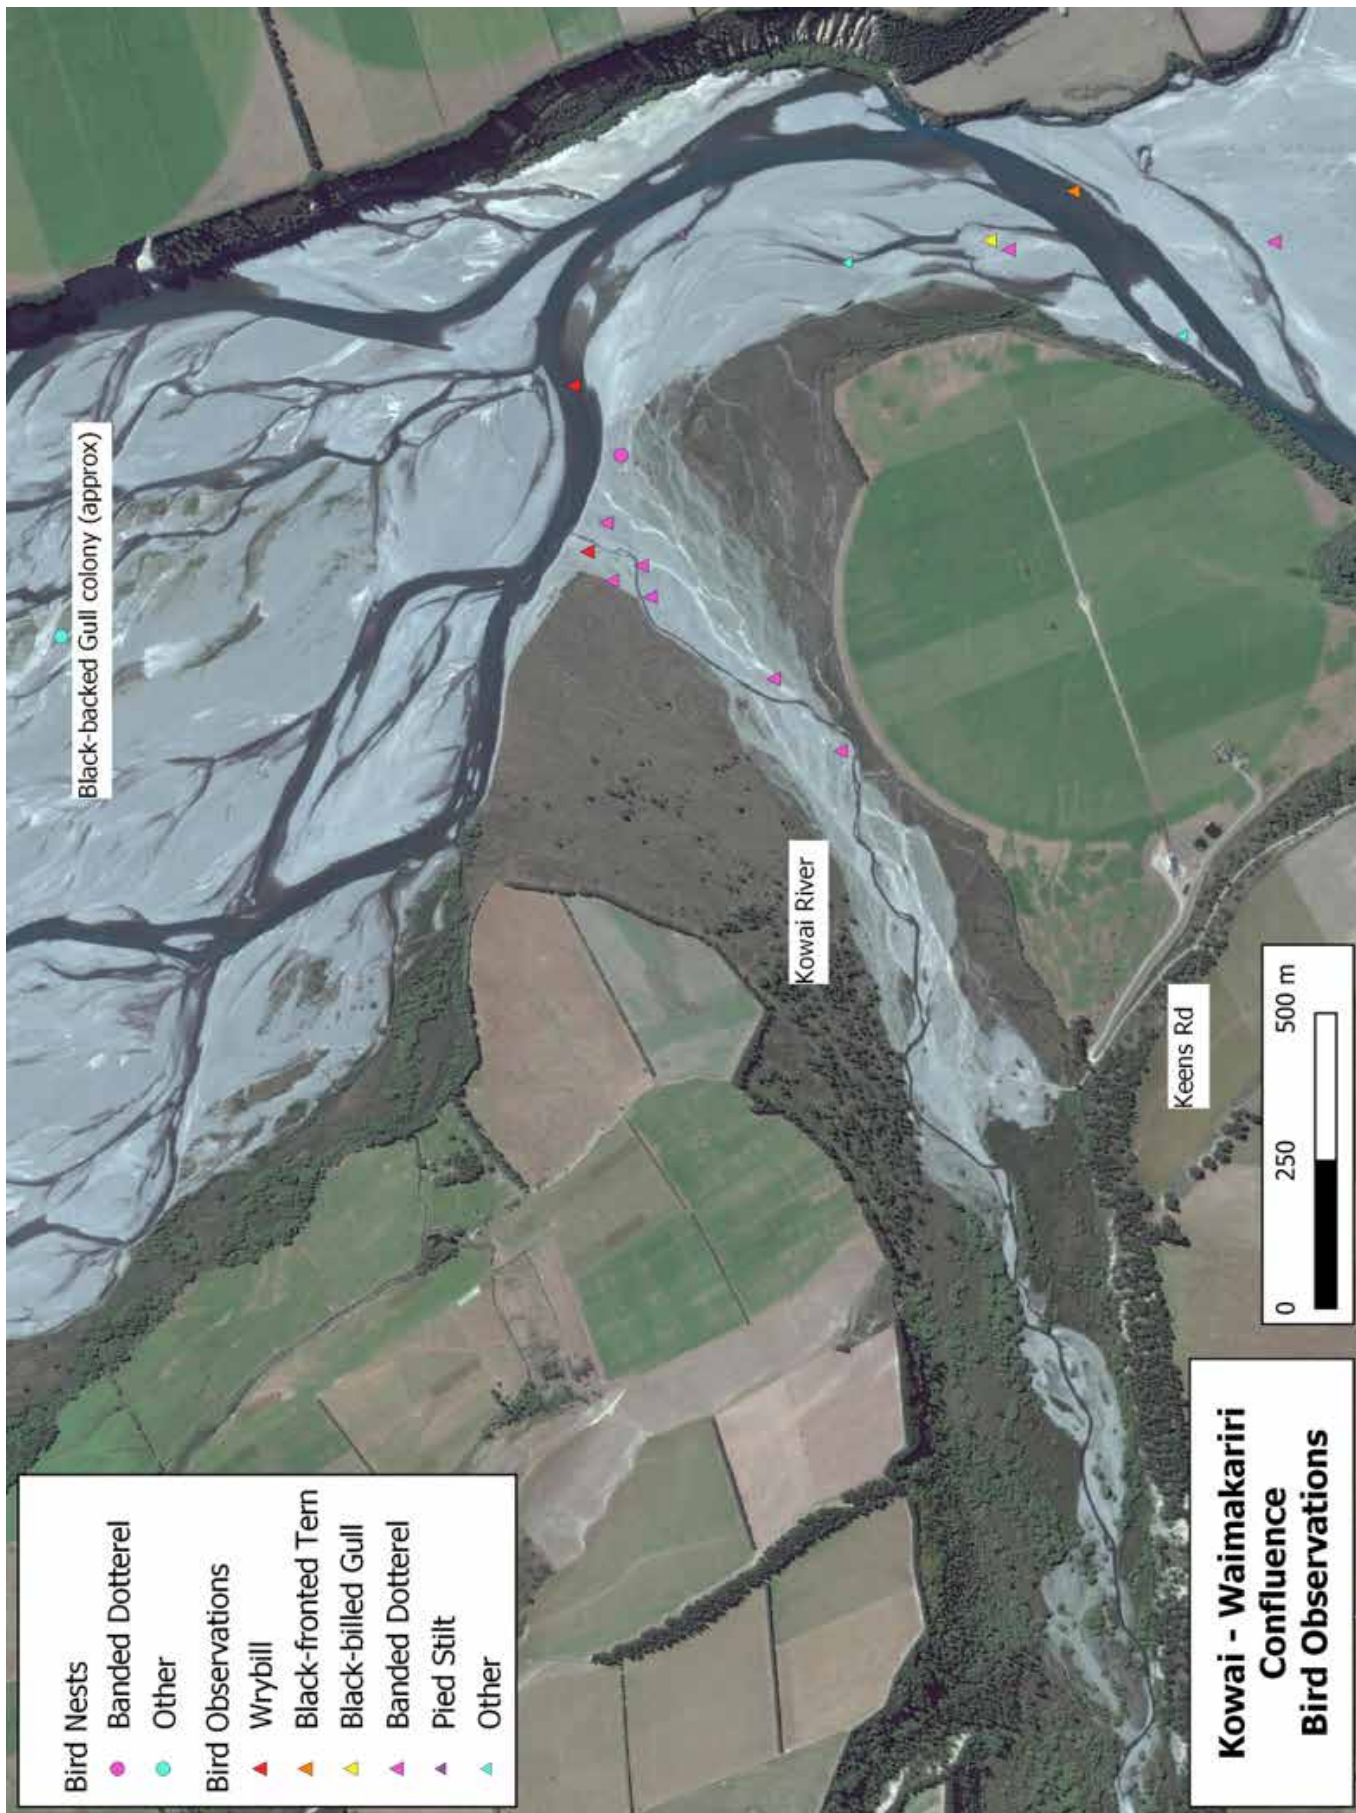 Bird Nests
Banded Dotterel
Other
Bird Observations
Wrybill
Black-fronted Tern
Black-billed Gull
Banded Dotterel
Pied Stilt
Other
Black-backed Gull colony (approx)
Kowai River
Keens Rd
0 250 500 m
Kowai - Waimakariri
Confluence
Bird Observations